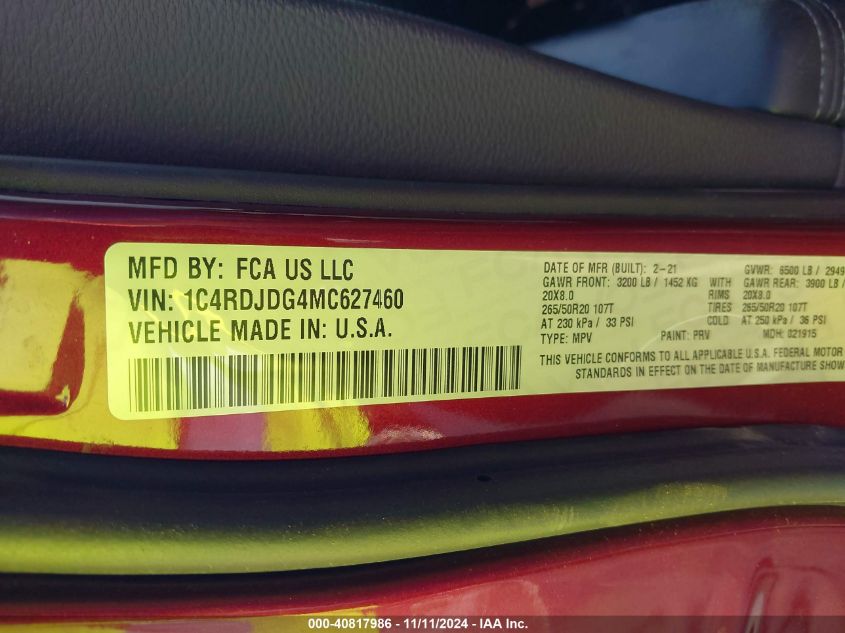 MFD BY: FCA US LLC
VIN: 1C4RDJDG4MC627460
VEHICLE MADE IN: U.S.A.
DATE OF MFR (BUILT): 2-21 GVWR: 6500 LB / 2949
GAWR FRONT: 3200 LB / 1452 KG WITH GAWR REAR: 3900 LB /
20X8.0 RIMS 20X8.0
265/50R20 107T TIRES 265/50R20 107T
AT 230 kPa / 33 PSI COLD AT 250 kPa / 36 PSI
TYPE: MPV PAINT: PRV MDH: 021915
THIS VEHICLE CONFORMS TO ALL APPLICABLE U.S.A. FEDERAL MOTOR
STANDARDS IN EFFECT ON THE DATE OF MANUFACTURE SHOW
000-40817986 - 11/11/2024 - IAA Inc.